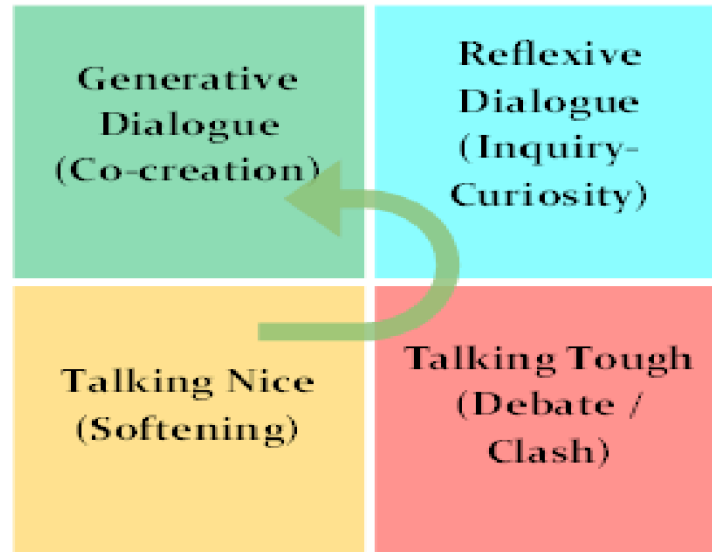 Generative
Dialogue
(Co-creation)
Reflexive
Dialogue
(Inquiry-
Curiosity)
Talking Nice
(Softening)
Talking Tough
(Debate /
Clash)